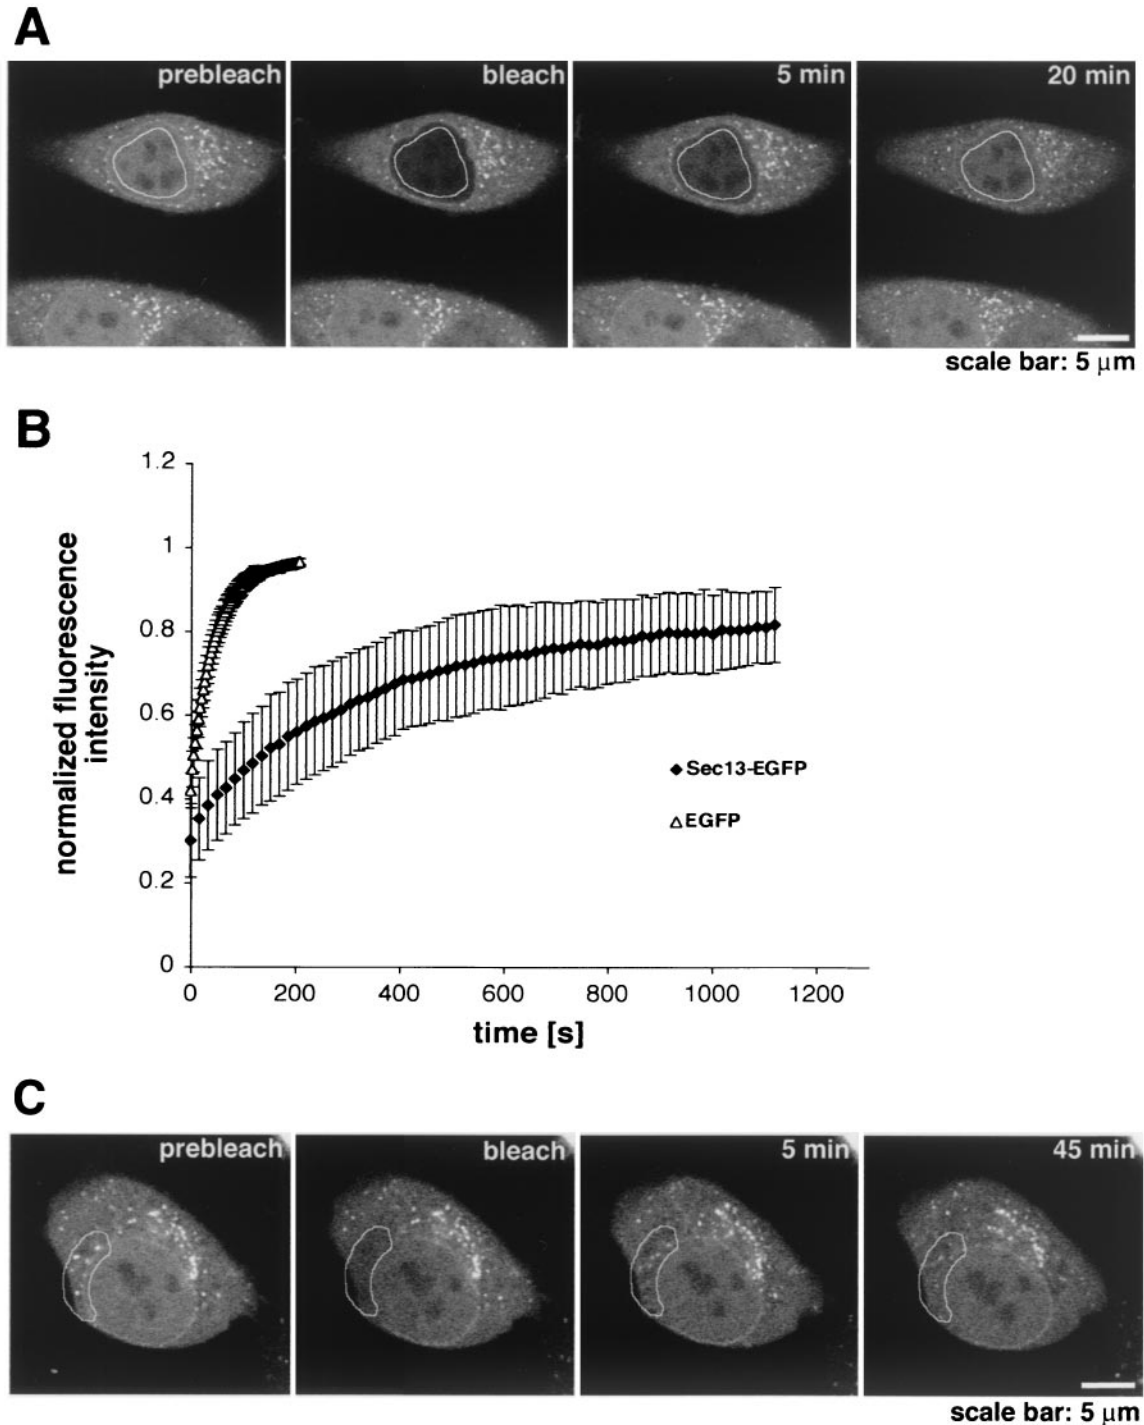 A
prebleach
bleach
5 min
20 min
scale bar: 5 μm
B
normalized fluorescence
intensity
1.2
1
0.8
0.6
0.4
0.2
0
Sec13-EGFP
EGFP
0 200 400 600 800 1000 1200
time [s]
C
prebleach
bleach
5 min
45 min
scale bar: 5 μm